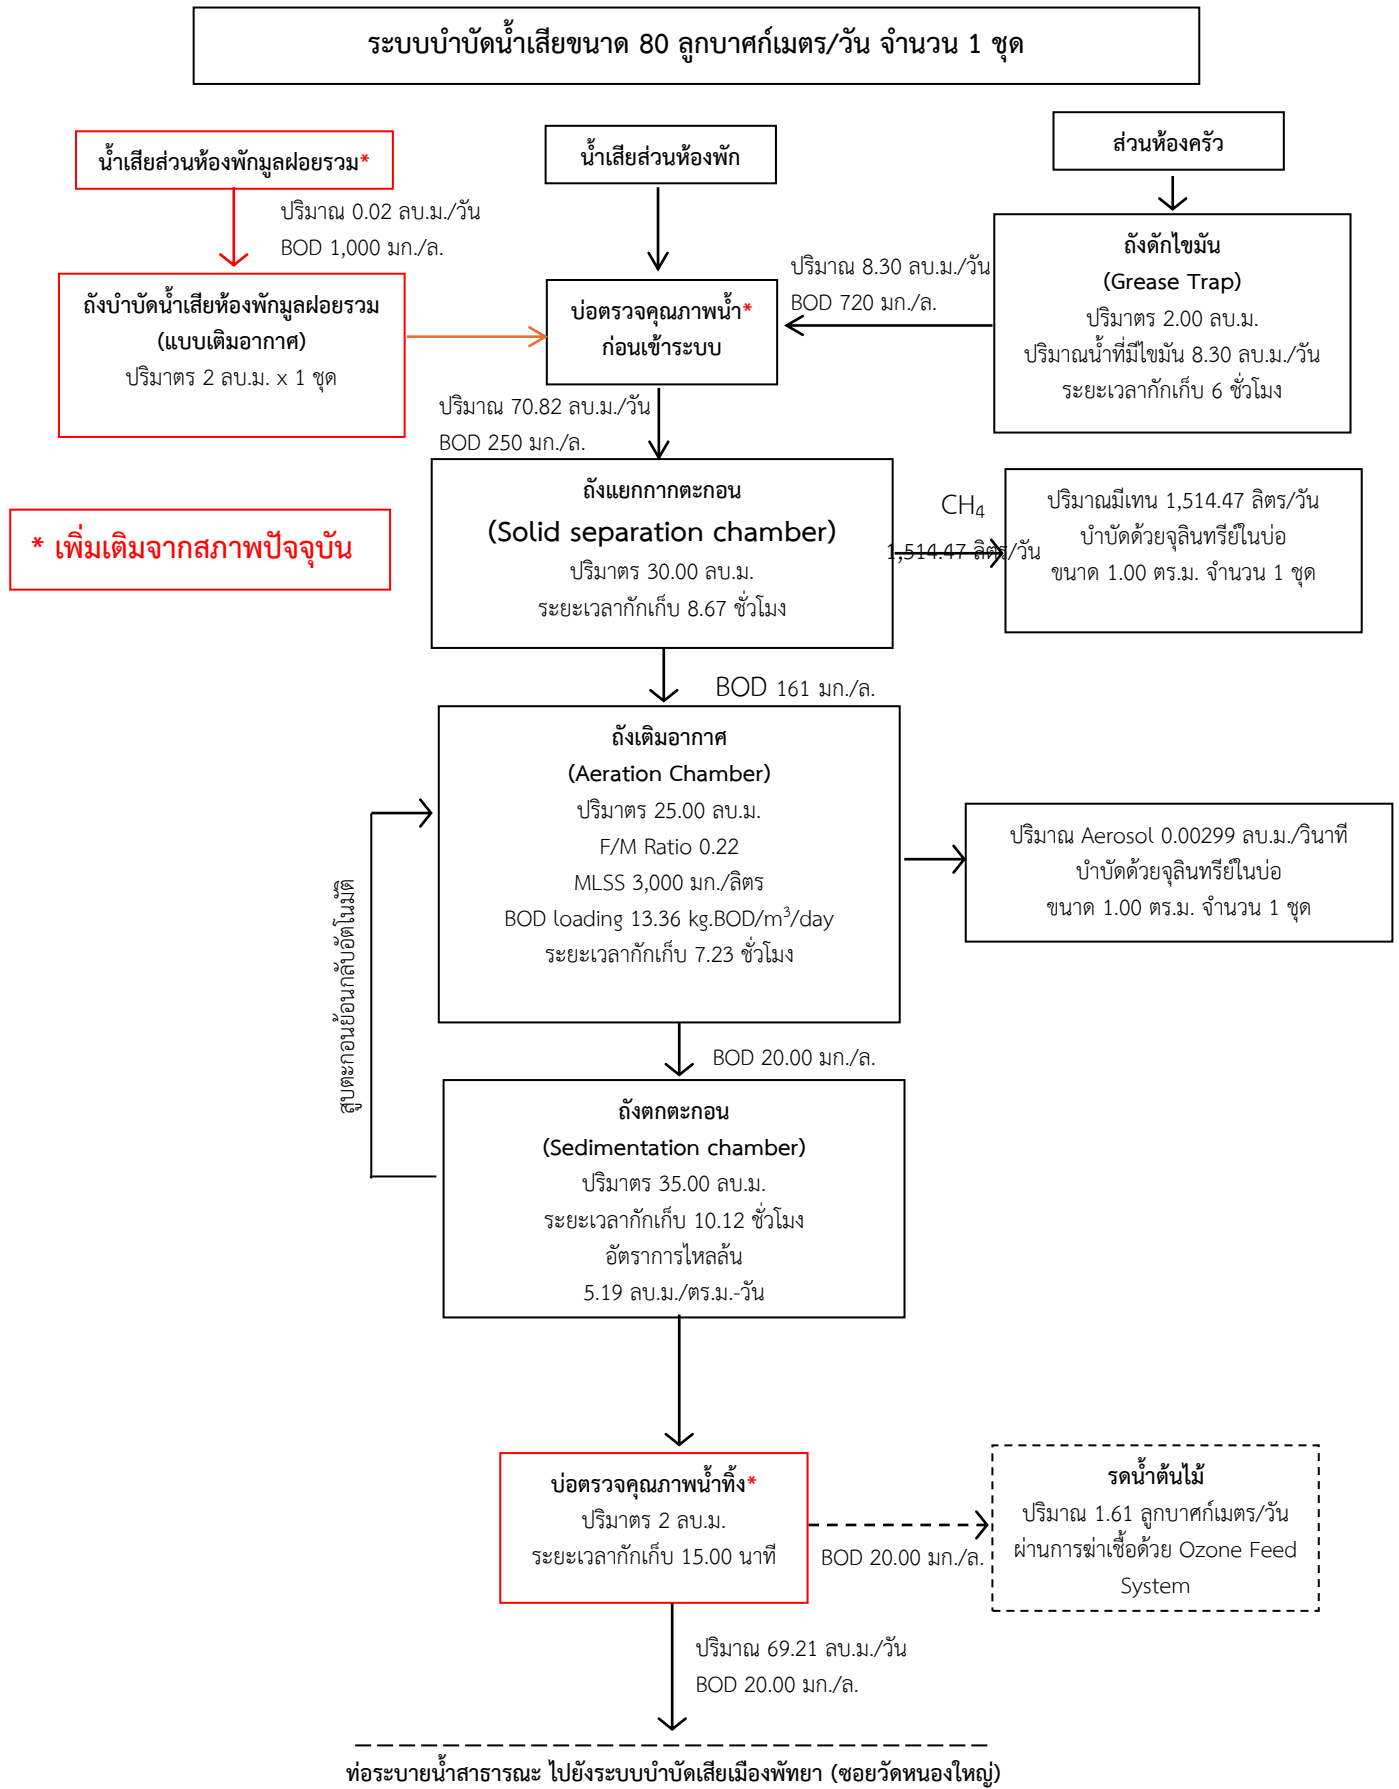 ระบบบำบัดน้ำเสียขนาด 80 ลูกบาศก์เมตร/วัน จำนวน 1 ชุด
น้ำเสียส่วนห้องพักมูลฝอยรวม*
น้ำเสียส่วนห้องพัก
ส่วนห้องครัว
ปริมาณ 0.02 ลบ.ม./วัน
BOD 1,000 มก./ล.
ถังบำบัดน้ำเสียห้องพักมูลฝอยรวม
(แบบเติมอากาศ)
ปริมาตร 2 ลบ.ม. x 1 ชุด
บ่อตรวจคุณภาพน้ำ*
ก่อนเข้าระบบ
ปริมาณ 8.30 ลบ.ม./วัน
BOD 720 มก./ล.
ถังดักไขมัน
(Grease Trap)
ปริมาตร 2.00 ลบ.ม.
ปริมาณน้ำที่มีไขมัน 8.30 ลบ.ม./วัน
ระยะเวลากักเก็บ 6 ชั่วโมง
ปริมาณ 70.82 ลบ.ม./วัน
BOD 250 มก./ล.
* เพิ่มเติมจากสภาพปัจจุบัน
ถังแยกกากตะกอน
(Solid separation chamber)
ปริมาตร 30.00 ลบ.ม.
ระยะเวลากักเก็บ 8.67 ชั่วโมง
CH4
1,514.47 ลิตร/วัน
ปริมาณมีเทน 1,514.47 ลิตร/วัน
บำบัดด้วยจุลินทรีย์ในบ่อ
ขนาด 1.00 ตร.ม. จำนวน 1 ชุด
BOD 161 มก./ล.
ถังเติมอากาศ
(Aeration Chamber)
ปริมาตร 25.00 ลบ.ม.
F/M Ratio 0.22
MLSS 3,000 มก./ลิตร
BOD loading 13.36 kg.BOD/m3/day
ระยะเวลากักเก็บ 7.23 ชั่วโมง
ปริมาณ Aerosol 0.00299 ลบ.ม./วินาที
บำบัดด้วยจุลินทรีย์ในบ่อ
ขนาด 1.00 ตร.ม. จำนวน 1 ชุด
สูบตะกอนย้อนกลับอัตโนมัติ
BOD 20.00 มก./ล.
ถังตกตะกอน
(Sedimentation chamber)
ปริมาตร 35.00 ลบ.ม.
ระยะเวลากักเก็บ 10.12 ชั่วโมง
อัตราการไหลล้น
5.19 ลบ.ม./ตร.ม.-วัน
บ่อตรวจคุณภาพน้ำทิ้ง*
ปริมาตร 2 ลบ.ม.
ระยะเวลากักเก็บ 15.00 นาที
BOD 20.00 มก./ล.
รดน้ำต้นไม้
ปริมาณ 1.61 ลูกบาศก์เมตร/วัน
ผ่านการฆ่าเชื้อด้วย Ozone Feed
System
ปริมาณ 69.21 ลบ.ม./วัน
BOD 20.00 มก./ล.
ท่อระบายน้ำสาธารณะ ไปยังระบบบำบัดเสียเมืองพัทยา (ซอยวัดหนองใหญ่)